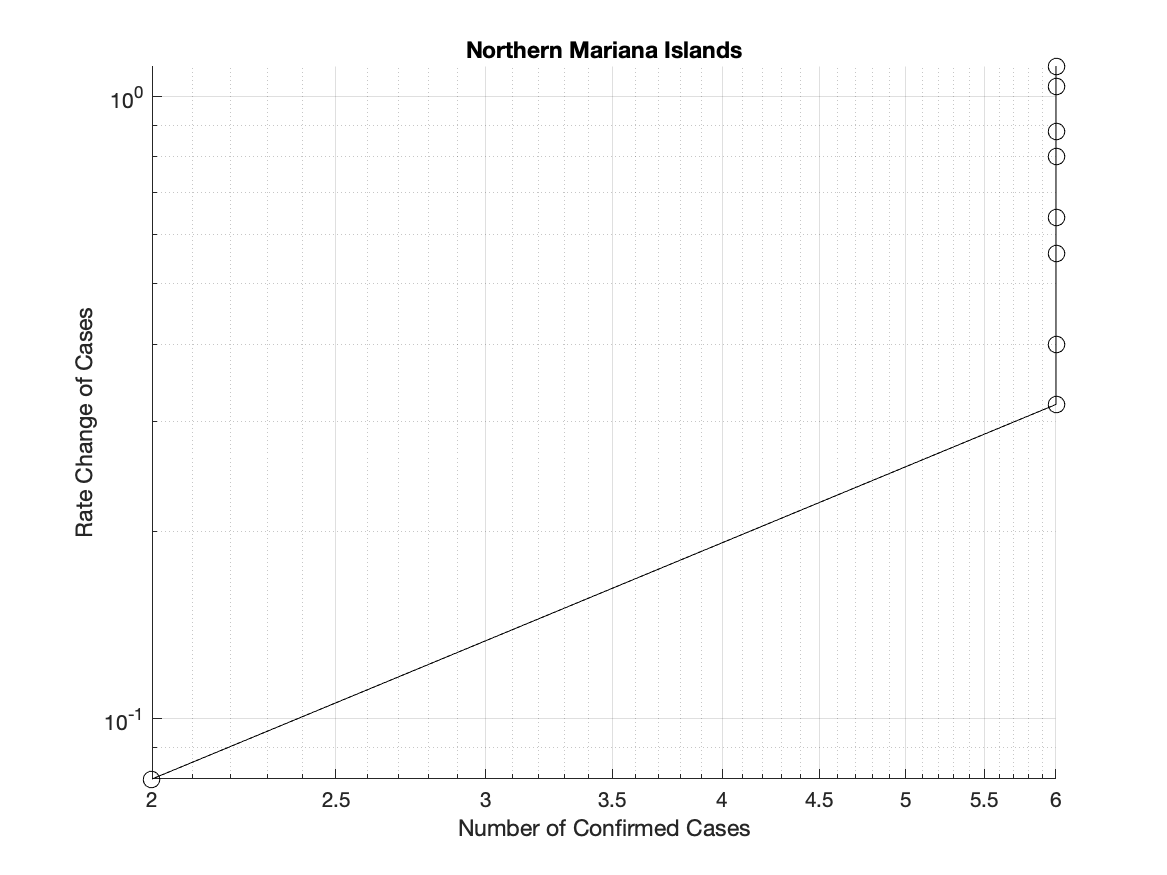 Northern Mariana Islands
10^0
Rate Change of Cases
10^-1
2 2.5 3 3.5 4 4.5 5 5.5 6
Number of Confirmed Cases